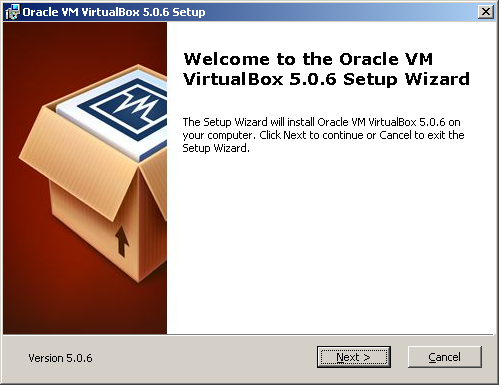 Oracle VM VirtualBox 5.0.6 Setup
Welcome to the Oracle VM
VirtualBox 5.0.6 Setup Wizard
The Setup Wizard will install Oracle VM VirtualBox 5.0.6 on
your computer. Click Next to continue or Cancel to exit the
Setup Wizard.
Version 5.0.6
Next >
Cancel